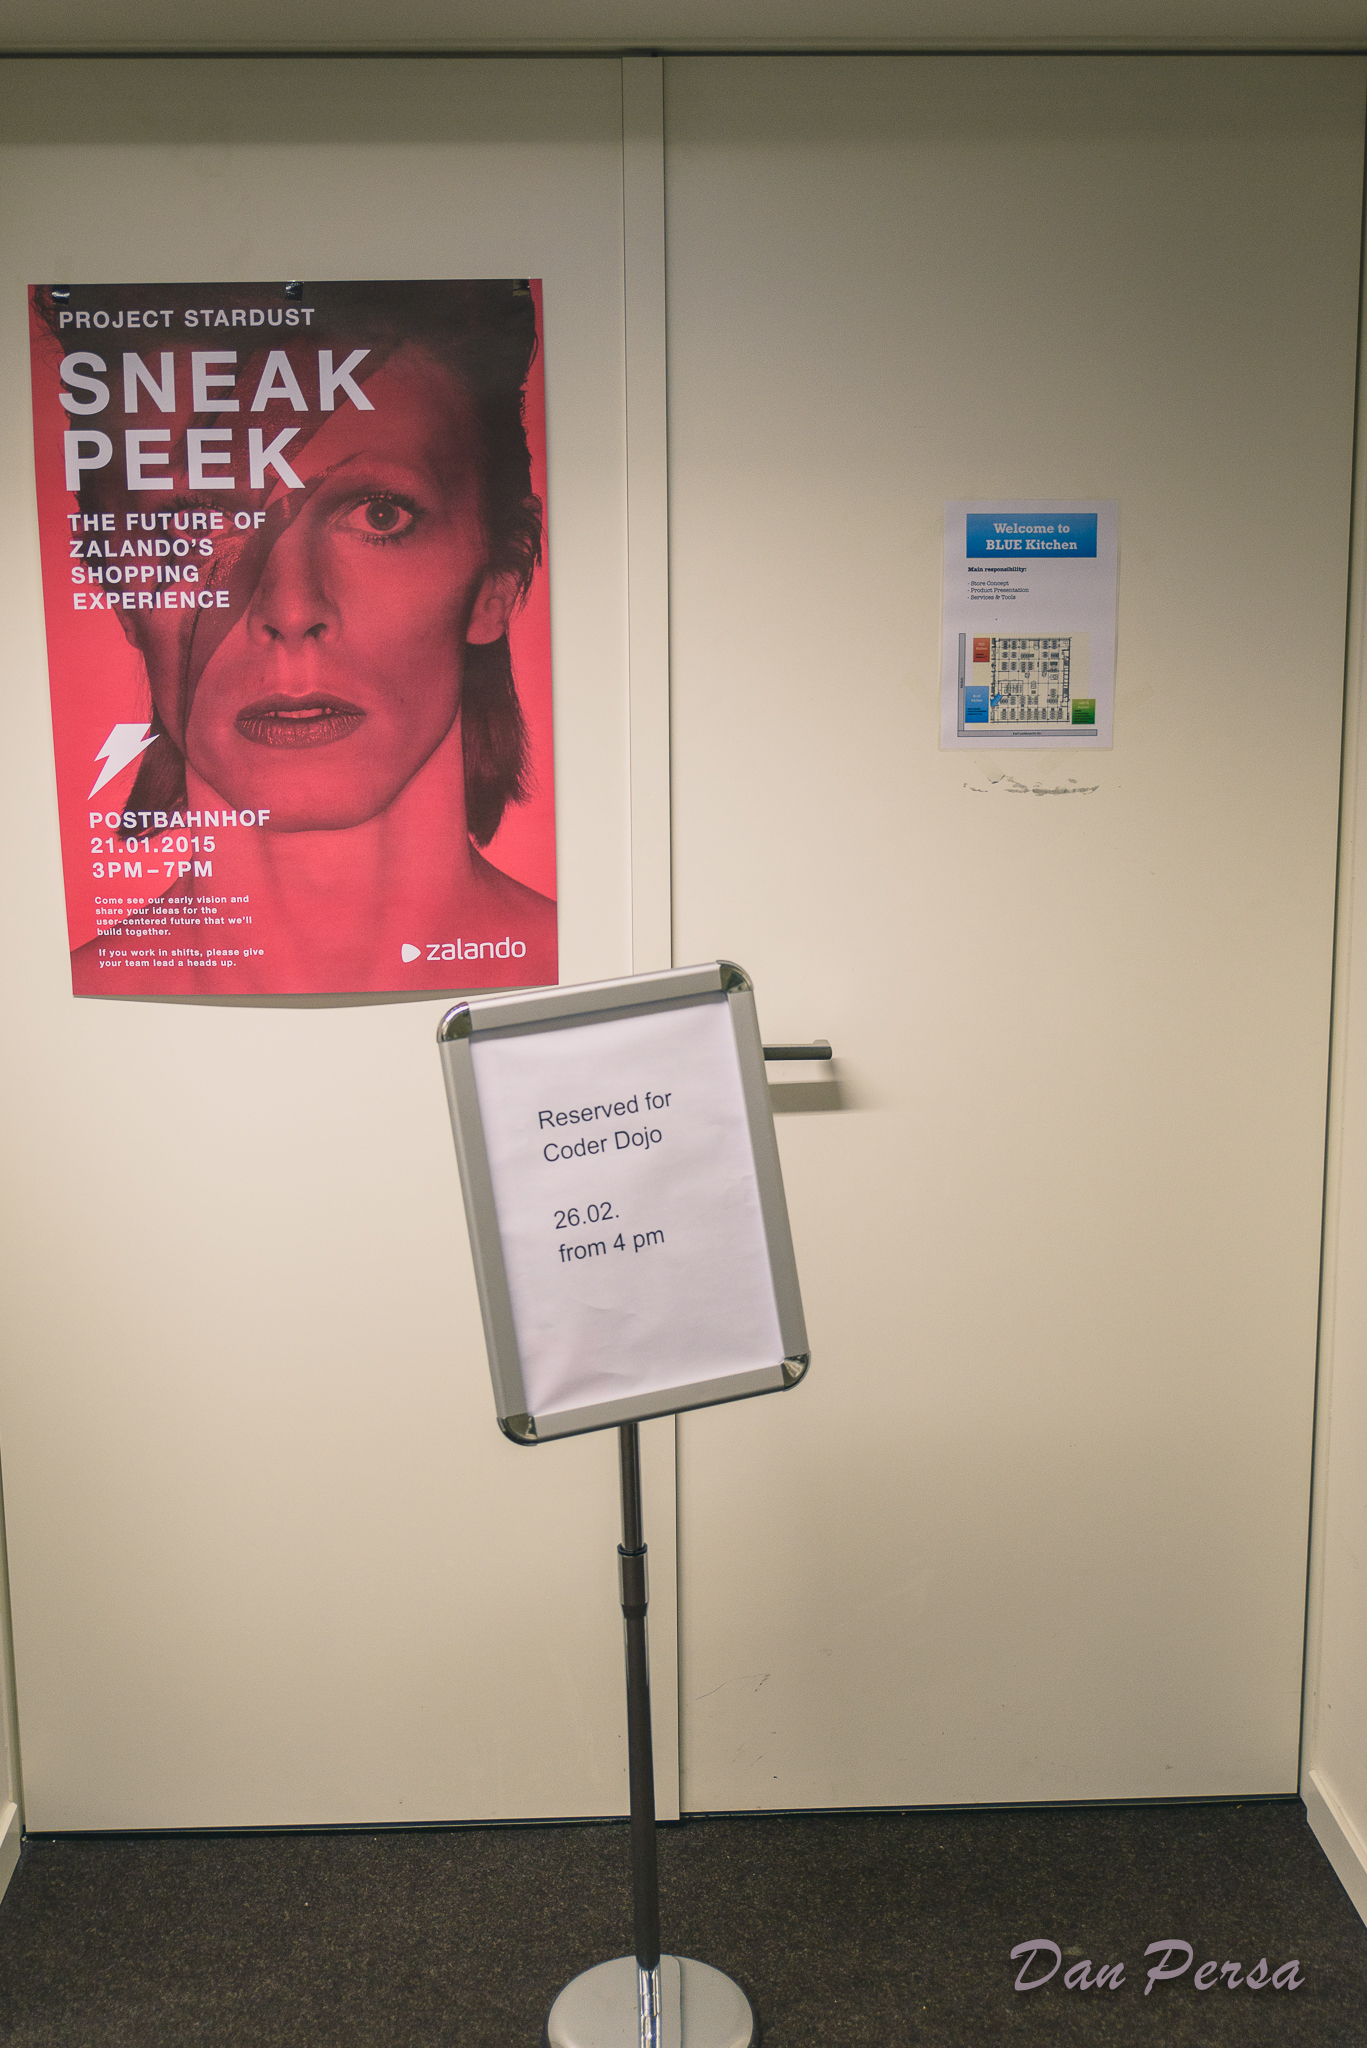 PROJECT STARDUST
SNEAK
PEEK
THE FUTURE OF
ZALANDO'S
SHOPPING
EXPERIENCE
POSTBAHNHOF
21.01.2015
3PM–7PM
Come see our early vision and
share your ideas for the
user-centered future that we'll
build together.
If you work in shifts, please give
your team lead a heads up.
zalando
Welcome to
BLUE Kitchen
Main responsibility:
- Store Concept
- Product Presentation
- Services & Tools
Reserved for
Coder Dojo
26.02.
from 4 pm
Dan Persa